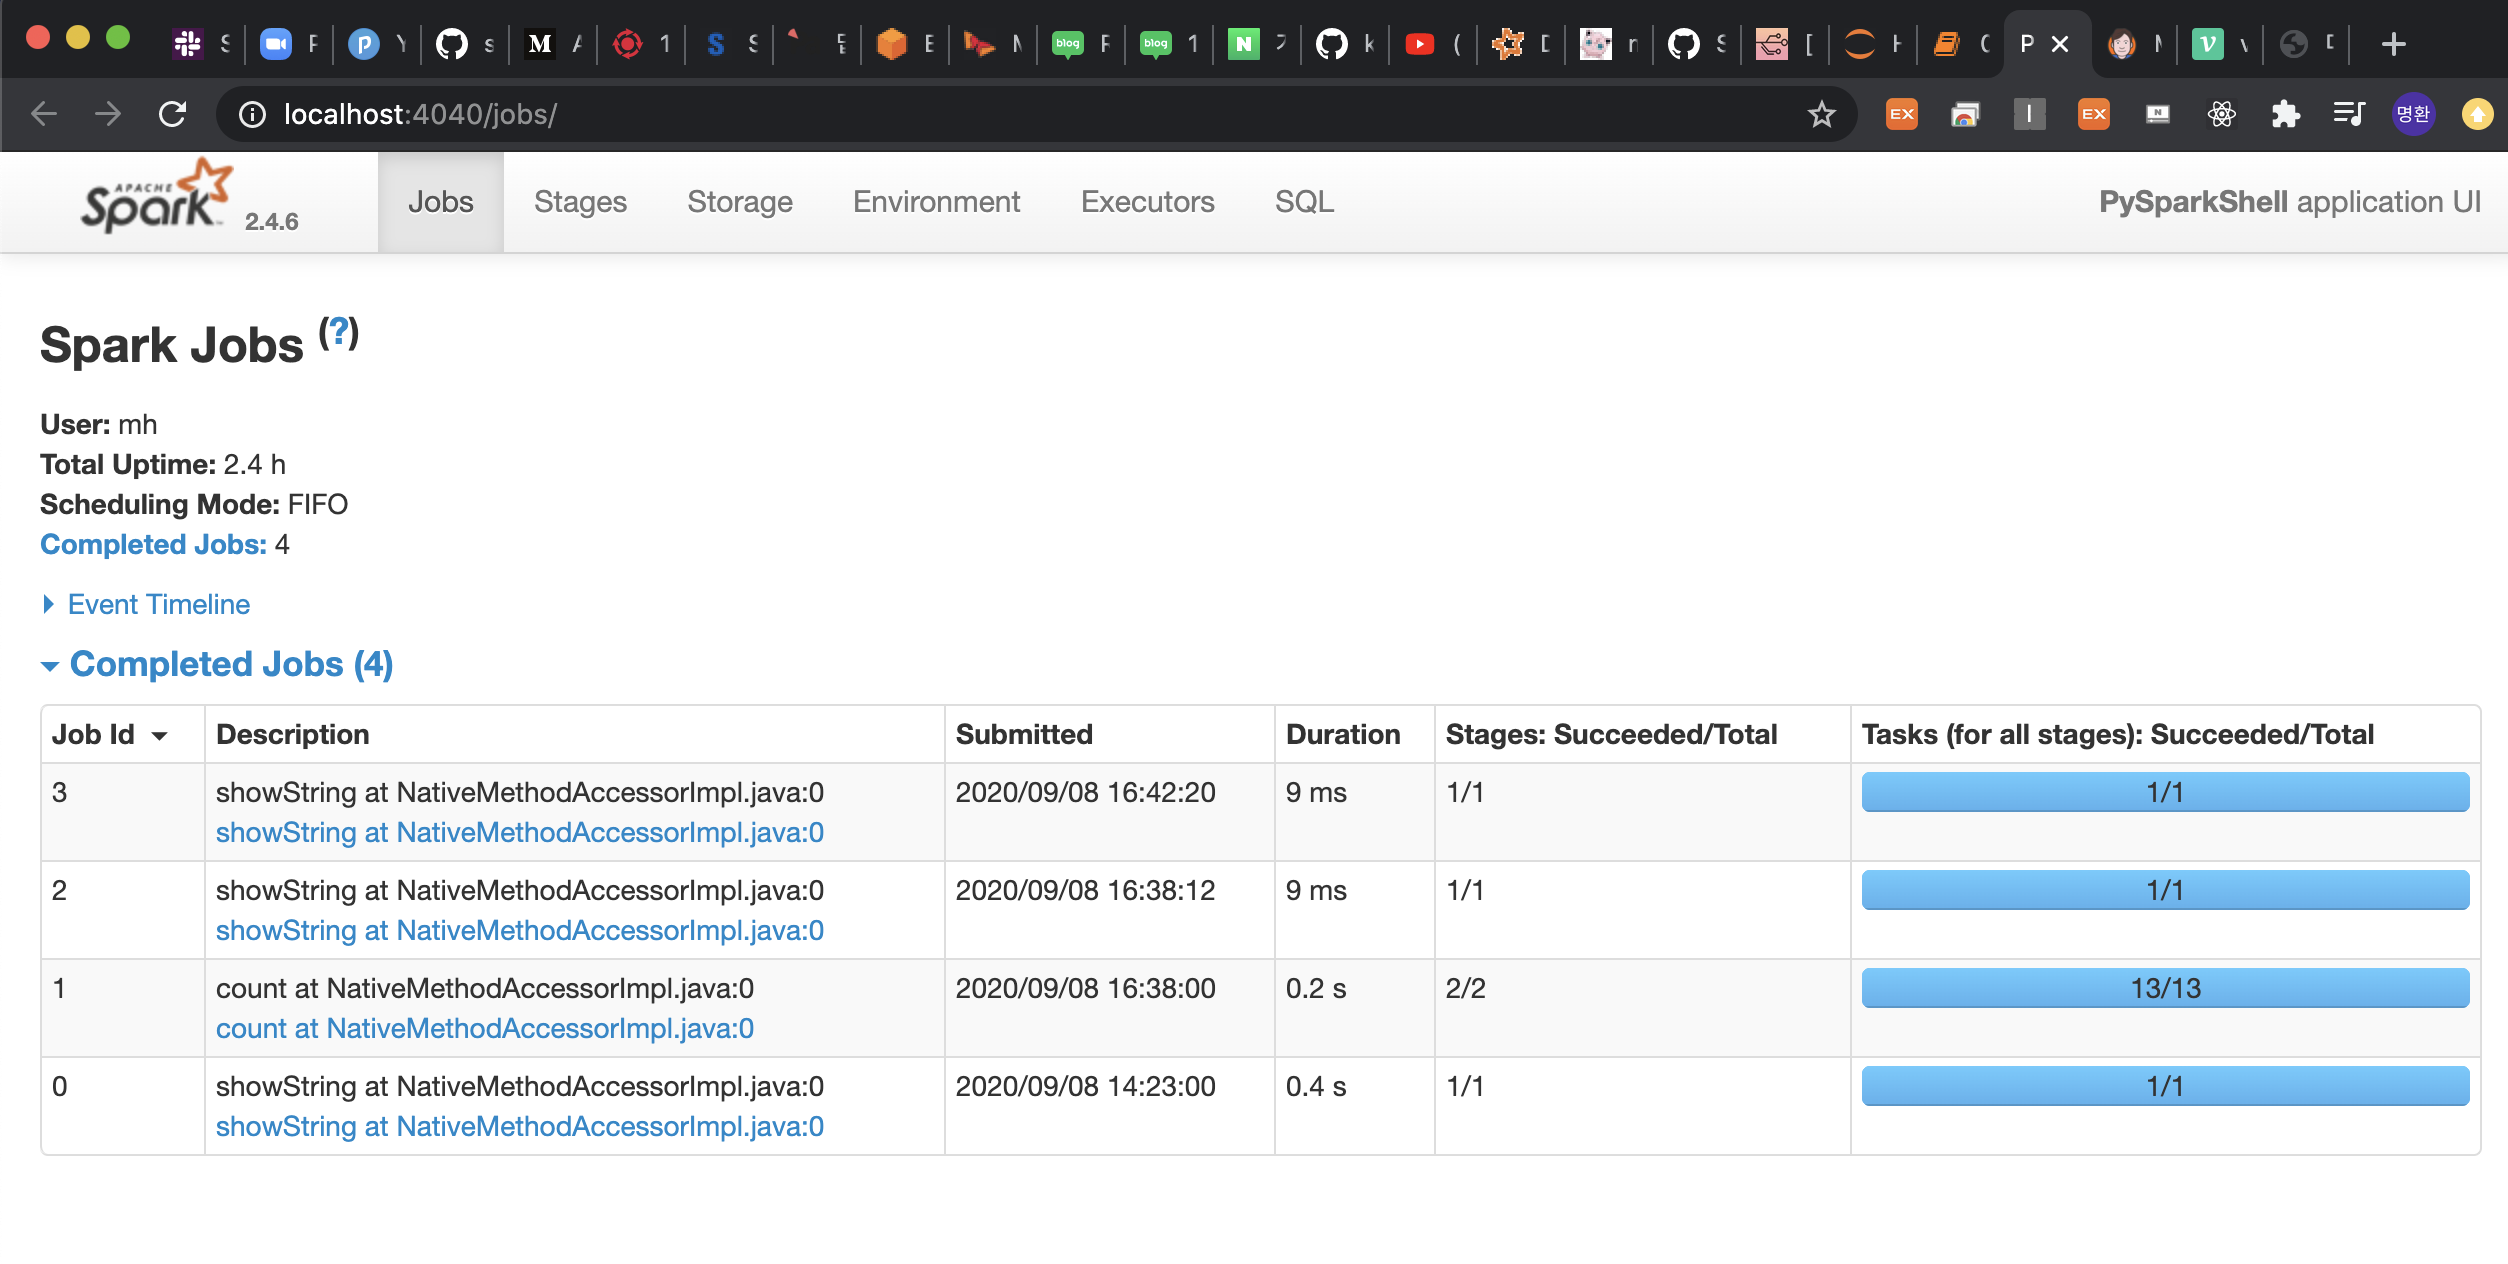 localhost:4040/jobs/
EX
EX
명환
APACHE
Spark 2.4.6
Jobs Stages Storage Environment Executors SQL
PySparkShell application UI
Spark Jobs (?)
User: mh
Total Uptime: 2.4 h
Scheduling Mode: FIFO
Completed Jobs: 4
Event Timeline
Completed Jobs (4)
Job Id Description Submitted Duration Stages: Succeeded/Total Tasks (for all stages): Succeeded/Total
3 showString at NativeMethodAccessorImpl.java:0 2020/09/08 16:42:20 9 ms 1/1 1/1
showString at NativeMethodAccessorImpl.java:0
2 showString at NativeMethodAccessorImpl.java:0 2020/09/08 16:38:12 9 ms 1/1 1/1
showString at NativeMethodAccessorImpl.java:0
1 count at NativeMethodAccessorImpl.java:0 2020/09/08 16:38:00 0.2 s 2/2 13/13
count at NativeMethodAccessorImpl.java:0
0 showString at NativeMethodAccessorImpl.java:0 2020/09/08 14:23:00 0.4 s 1/1 1/1
showString at NativeMethodAccessorImpl.java:0